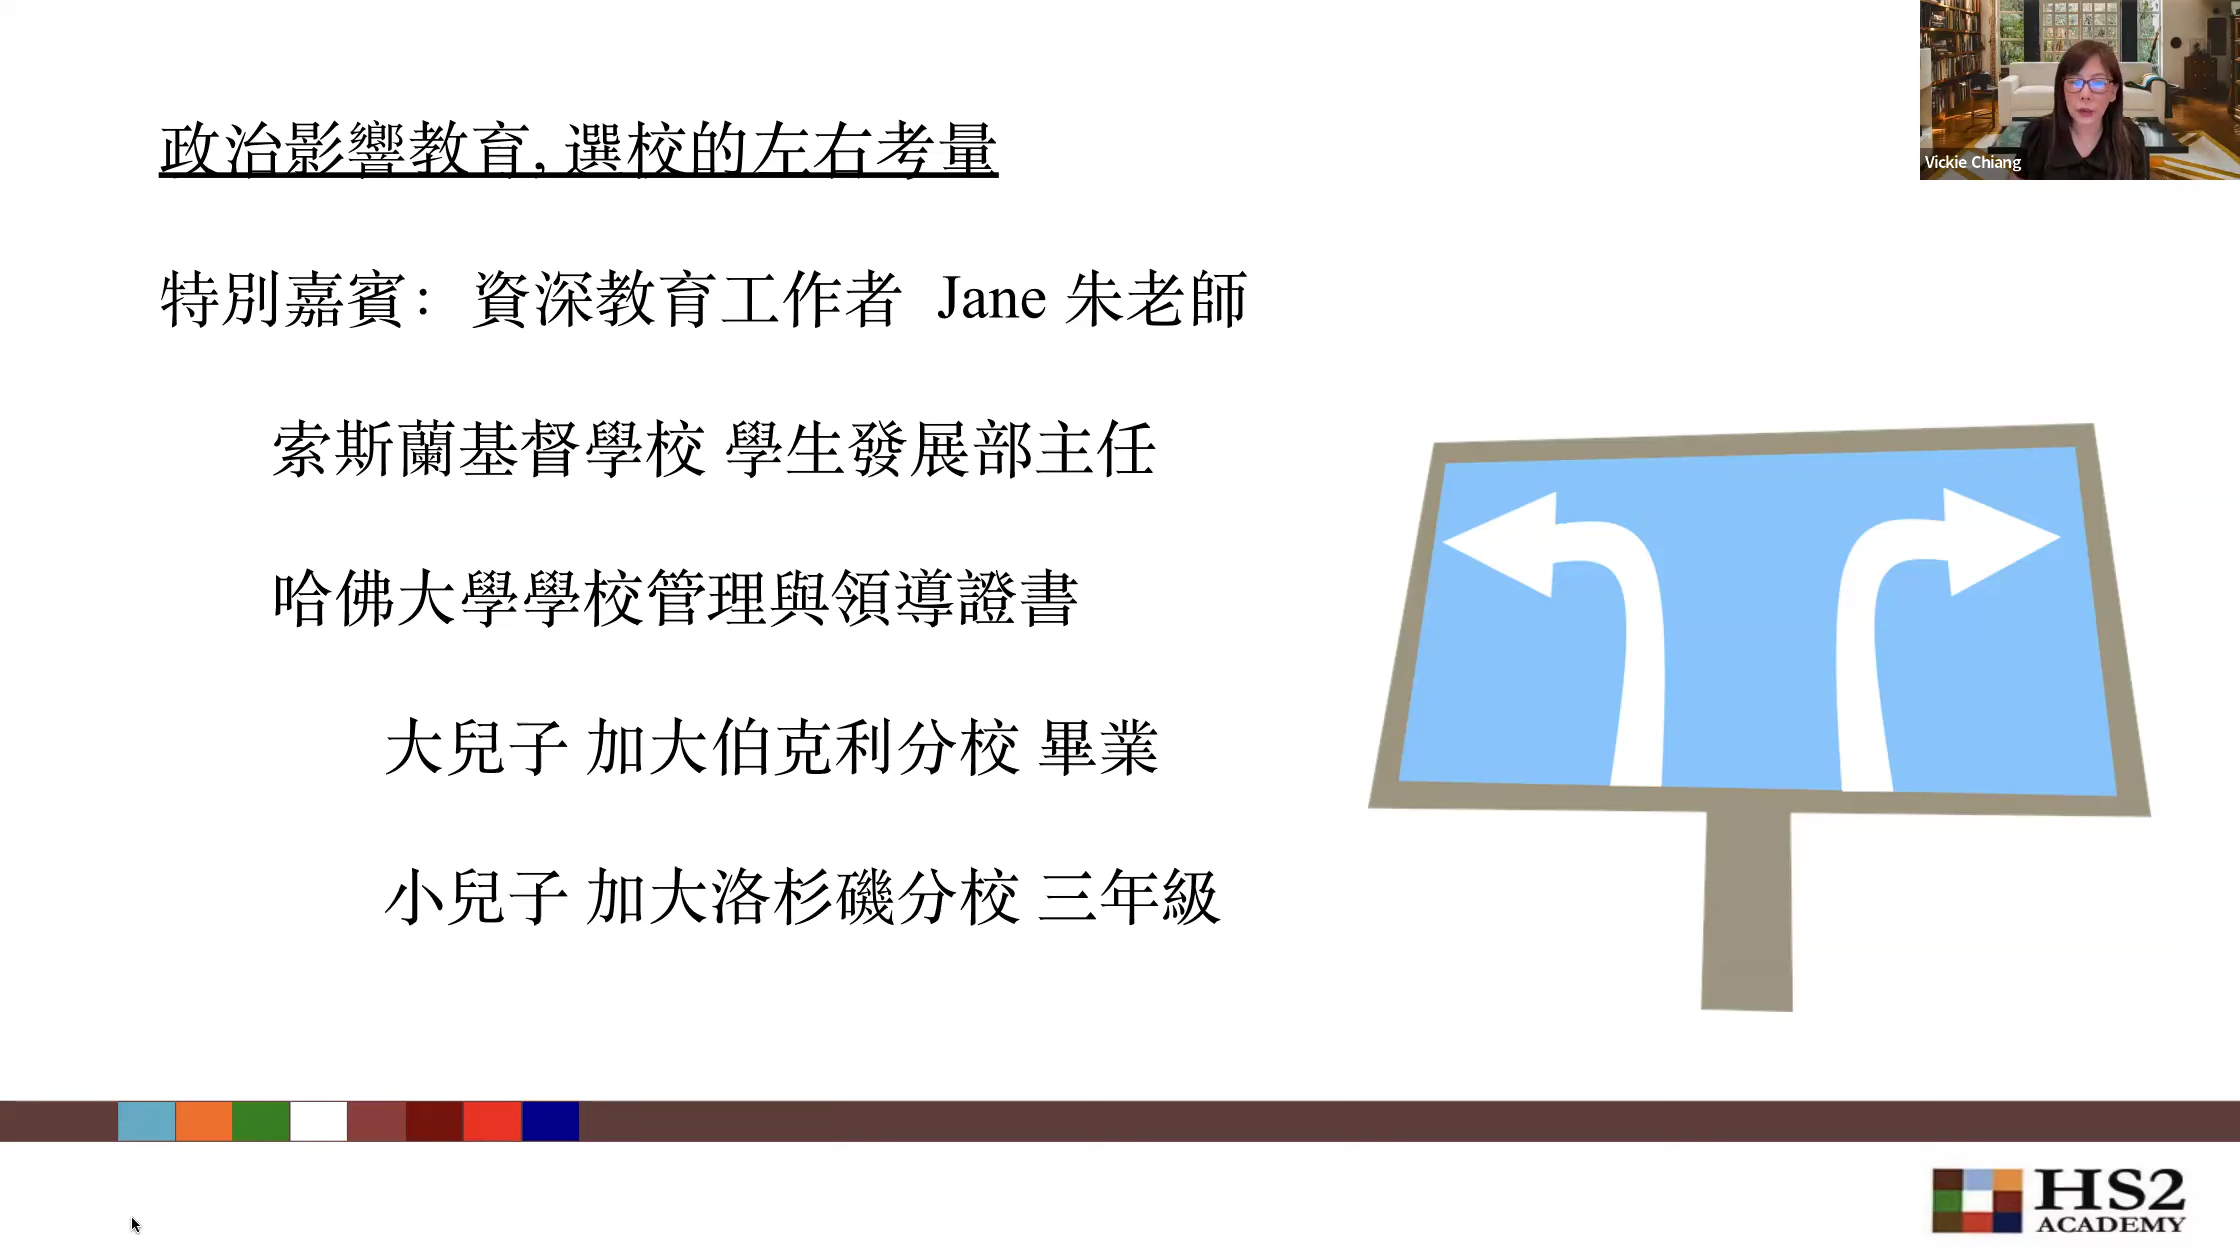 Vickie Chiang
政治影響教育, 選校的左右考量
特別嘉賓： 資深教育工作者 Jane 朱老師
索斯蘭基督學校 學生發展部主任
哈佛大學學校管理與領導證書
大兒子 加大伯克利分校 畢業
小兒子 加大洛杉磯分校 三年級
HS2
ACADEMY